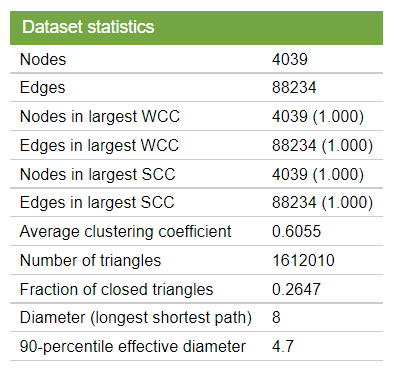 Dataset statistics
Nodes 4039
Edges 88234
Nodes in largest WCC 4039 (1.000)
Edges in largest WCC 88234 (1.000)
Nodes in largest SCC 4039 (1.000)
Edges in largest SCC 88234 (1.000)
Average clustering coefficient 0.6055
Number of triangles 1612010
Fraction of closed triangles 0.2647
Diameter (longest shortest path) 8
90-percentile effective diameter 4.7